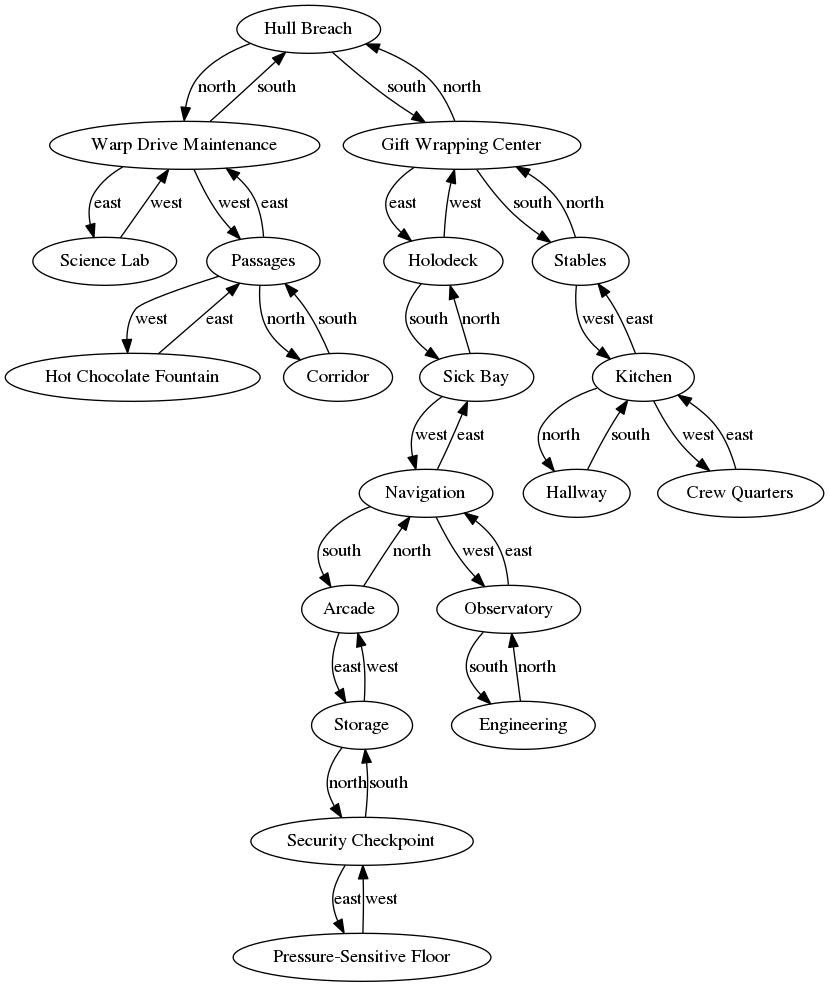 Hull Breach
north
south
south
north
Warp Drive Maintenance
Gift Wrapping Center
east
west
west
east
east
west
south
north
Science Lab
Passages
Holodeck
Stables
west
east
north
south
south
north
west
east
Hot Chocolate Fountain
Corridor
Sick Bay
Kitchen
west
east
north
south
west
east
Navigation
Hallway
Crew Quarters
south
north
west
east
Arcade
Observatory
east
west
south
north
Storage
Engineering
north
south
Security Checkpoint
east
west
Pressure-Sensitive Floor